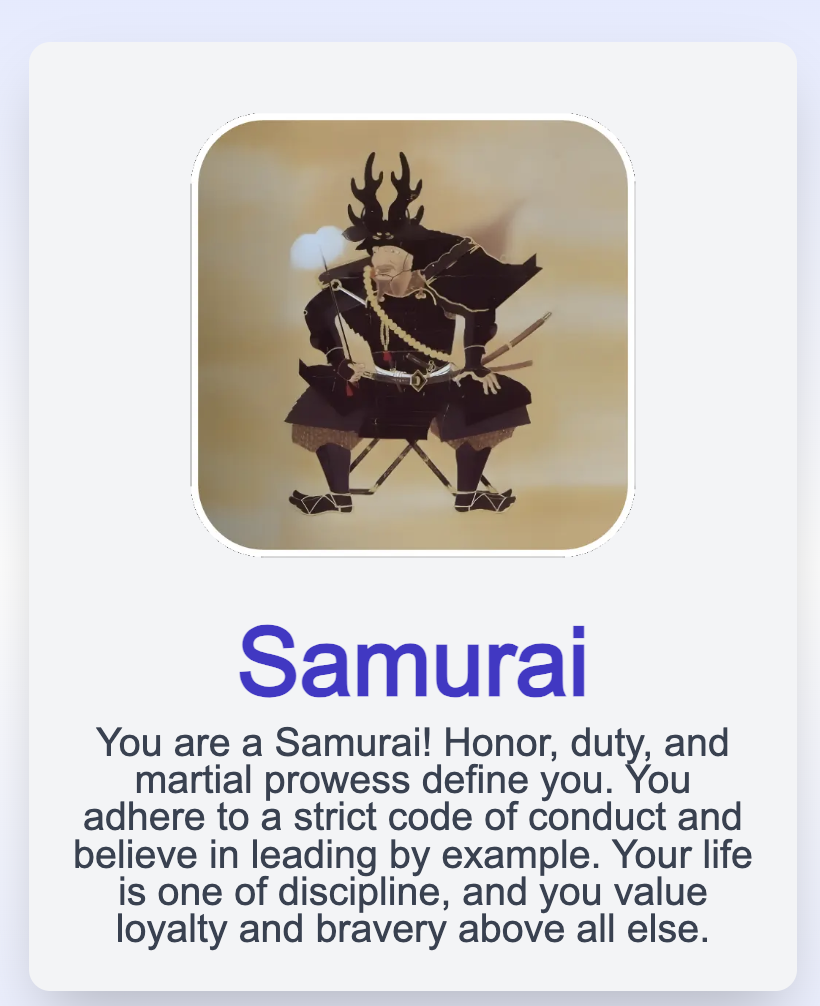 Samurai
You are a Samurai! Honor, duty, and
martial prowess define you. You
adhere to a strict code of conduct and
believe in leading by example. Your life
is one of discipline, and you value
loyalty and bravery above all else.